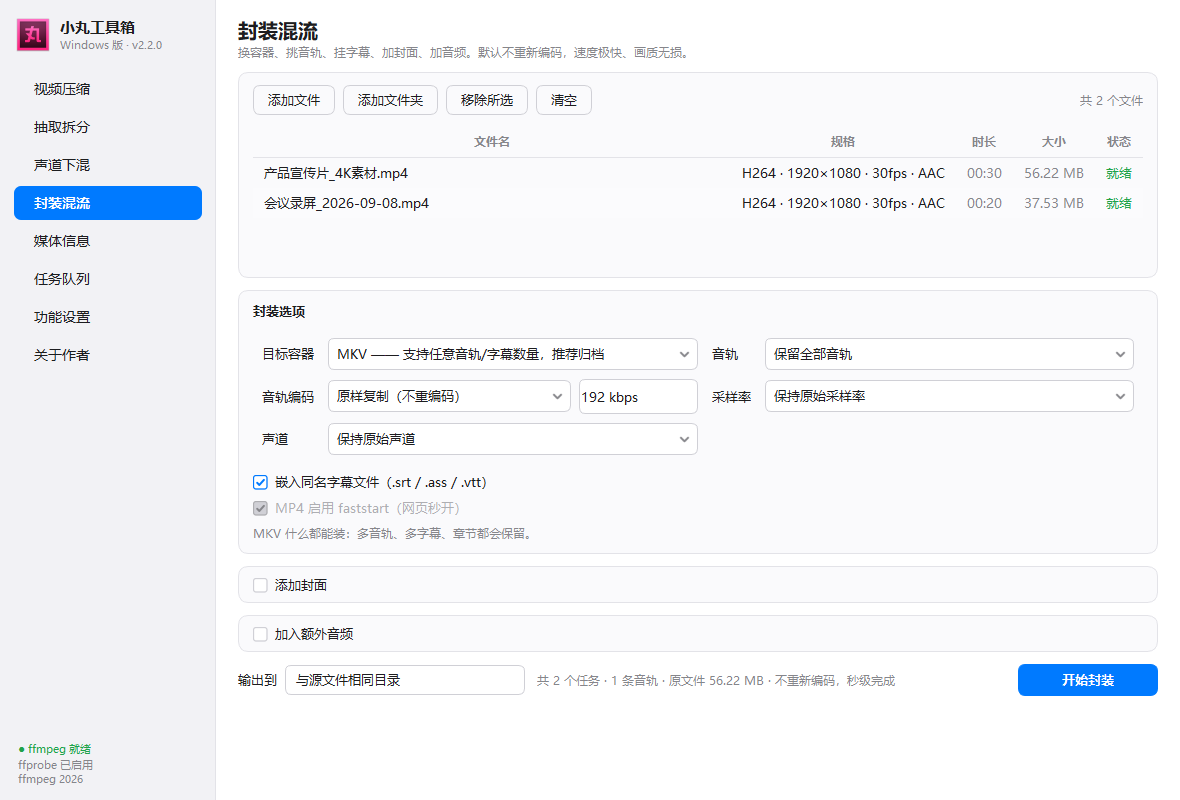 丸
小丸工具箱
Windows 版 · v2.2.0
视频压缩
抽取拆分
声道下混
封装混流
媒体信息
任务队列
功能设置
关于作者
● ffmpeg 就绪
ffprobe 已启用
ffmpeg 2026
封装混流
换容器、挑音轨、挂字幕、加封面、加音频。默认不重新编码，速度极快、画质无损。
添加文件 添加文件夹 移除所选 清空 共 2 个文件
文件名 规格 时长 大小 状态
产品宣传片_4K素材.mp4 H264 · 1920×1080 · 30fps · AAC 00:30 56.22 MB 就绪
会议录屏_2026-09-08.mp4 H264 · 1920×1080 · 30fps · AAC 00:20 37.53 MB 就绪
封装选项
目标容器 MKV —— 支持任意音轨/字幕数量，推荐归档 音轨 保留全部音轨
音轨编码 原样复制（不重编码） 192 kbps 采样率 保持原始采样率
声道 保持原始声道
嵌入同名字幕文件（.srt / .ass / .vtt）
MP4 启用 faststart（网页秒开）
MKV 什么都能装：多音轨、多字幕、章节都会保留。
添加封面
加入额外音频
输出到 与源文件相同目录 共 2 个任务 · 1 条音轨 · 原文件 56.22 MB · 不重新编码，秒级完成 开始封装